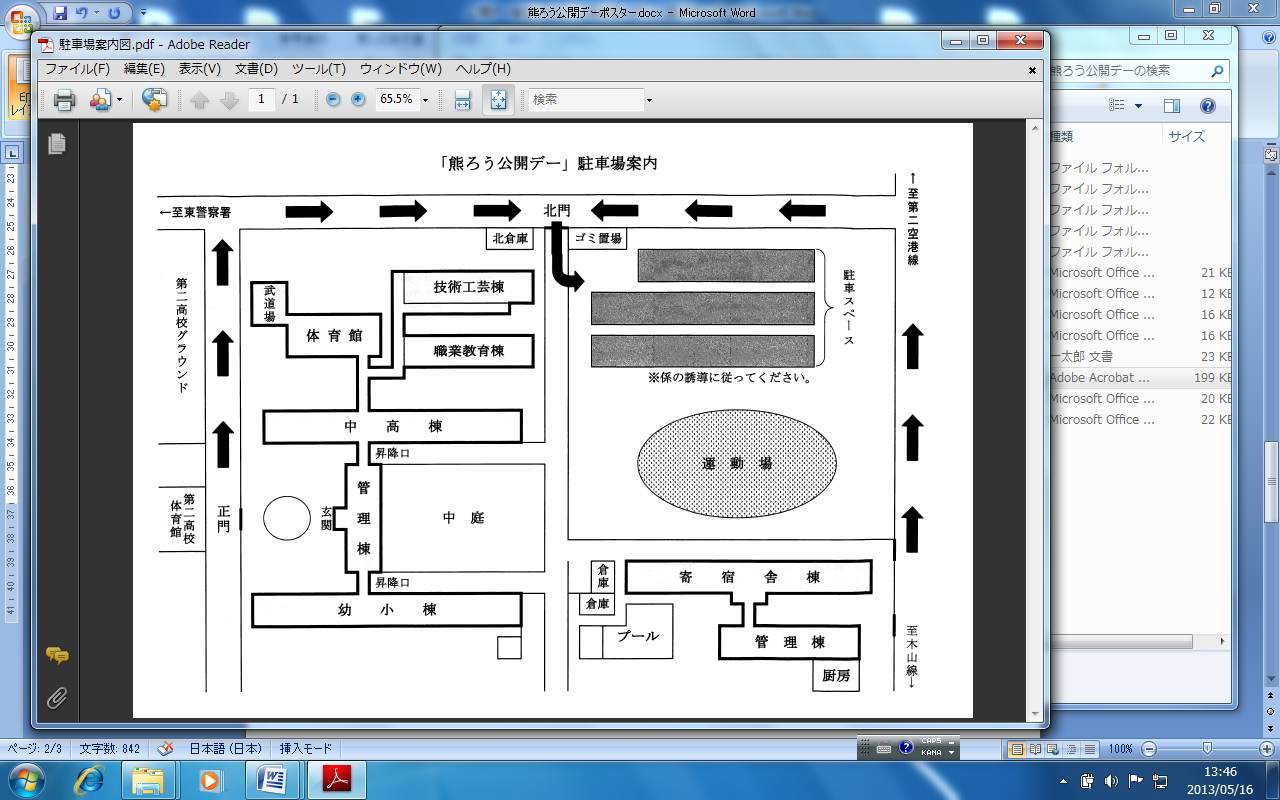 熊ろう公開デーポスター.docx - Microsoft Word
駐車場案内図.pdf - Adobe Reader
ファイル(F) 編集(E) 表示(V) 文書(D) ツール(T) ウィンドウ(W) ヘルプ(H)
1 / 1 65.5% 検索
熊ろう公開デーの検索
種類 サイズ
ファイル フォル...
ファイル フォル...
ファイル フォル...
ファイル フォル...
ファイル フォル...
Microsoft Office ... 21 KB
Microsoft Office ... 12 KB
Microsoft Office ... 16 KB
Microsoft Office ... 16 KB
一太郎 文書 23 KB
Adobe Acrobat ... 199 KB
Microsoft Office ... 20 KB
Microsoft Office ... 22 KB
「熊ろう公開デー」駐車場案内
←至東警察署
北門
↑至第二空港線
北倉庫
ゴミ置場
第二高校グラウンド
武道場
体育館
技術工芸棟
職業教育棟
駐車スペース
※係の誘導に従ってください。
中高棟
昇降口
運動場
第二高校体育館
正門
玄関
管理棟
中庭
昇降口
幼小棟
倉庫
倉庫
寄宿舎棟
プール
管理棟
厨房
至木山線↓
ページ: 2/3 文字数: 842 日本語 (日本) 挿入モード
CAPS
KANA
100%
13:46
2013/05/16